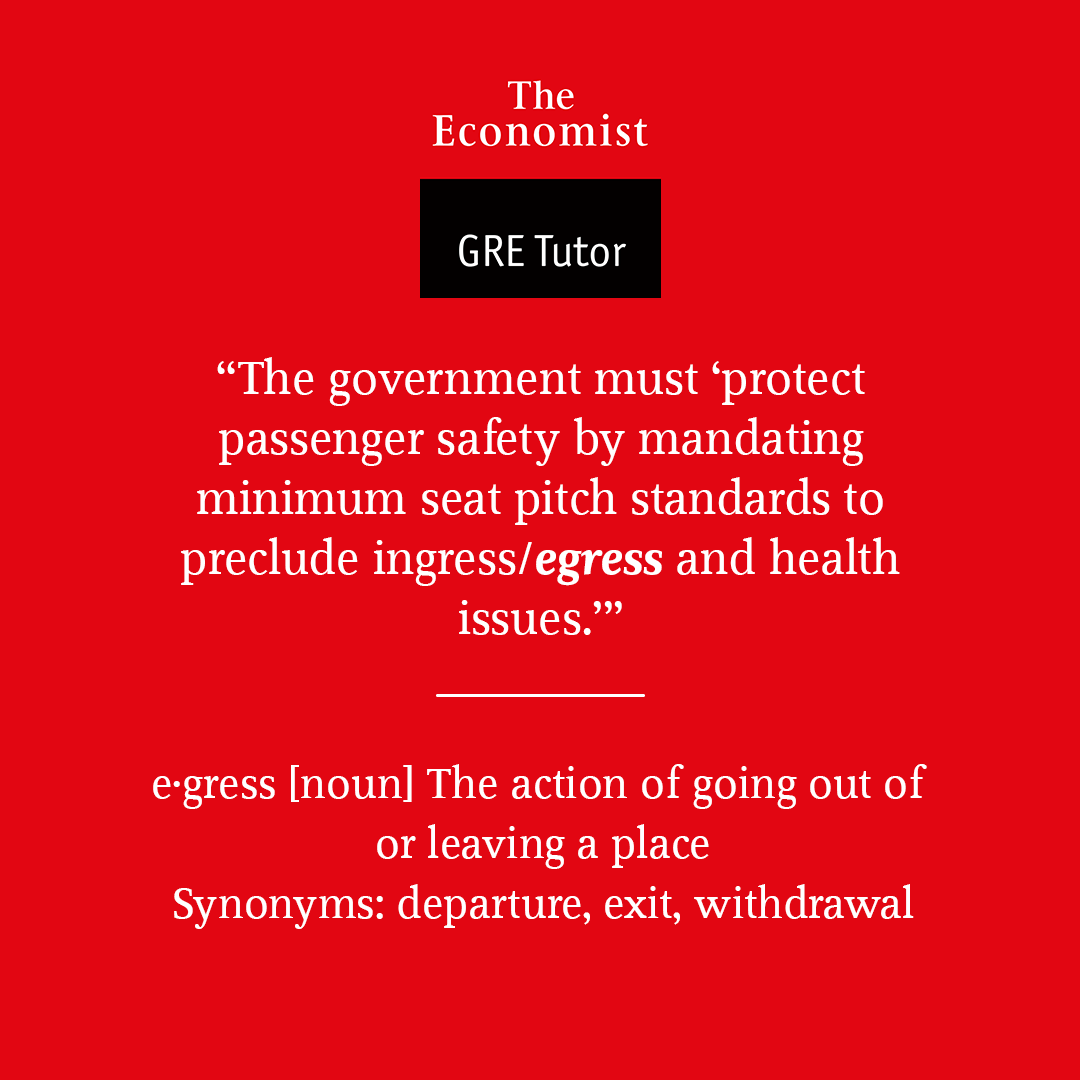 The
Economist
GRE Tutor
“The government must ‘protect
passenger safety by mandating
minimum seat pitch standards to
preclude ingress/egress and health
issues.’”
e·gress [noun] The action of going out of
or leaving a place
Synonyms: departure, exit, withdrawal